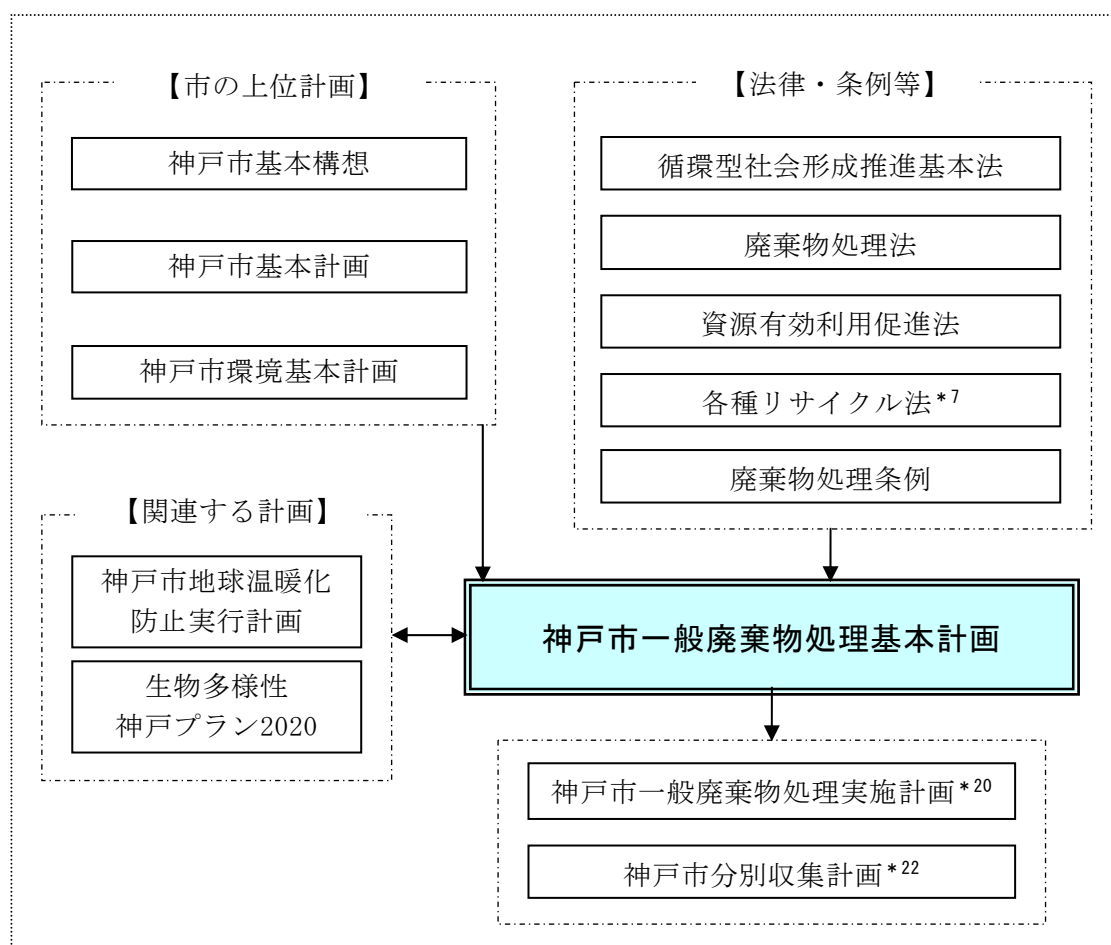 【市の上位計画】
神戸市基本構想
神戸市基本計画
神戸市環境基本計画
【法律・条例等】
循環型社会形成推進基本法
廃棄物処理法
資源有効利用促進法
各種リサイクル法*7
廃棄物処理条例
【関連する計画】
神戸市地球温暖化
防止実行計画
生物多様性
神戸プラン2020
神戸市一般廃棄物処理基本計画
神戸市一般廃棄物処理実施計画*20
神戸市分別収集計画*22